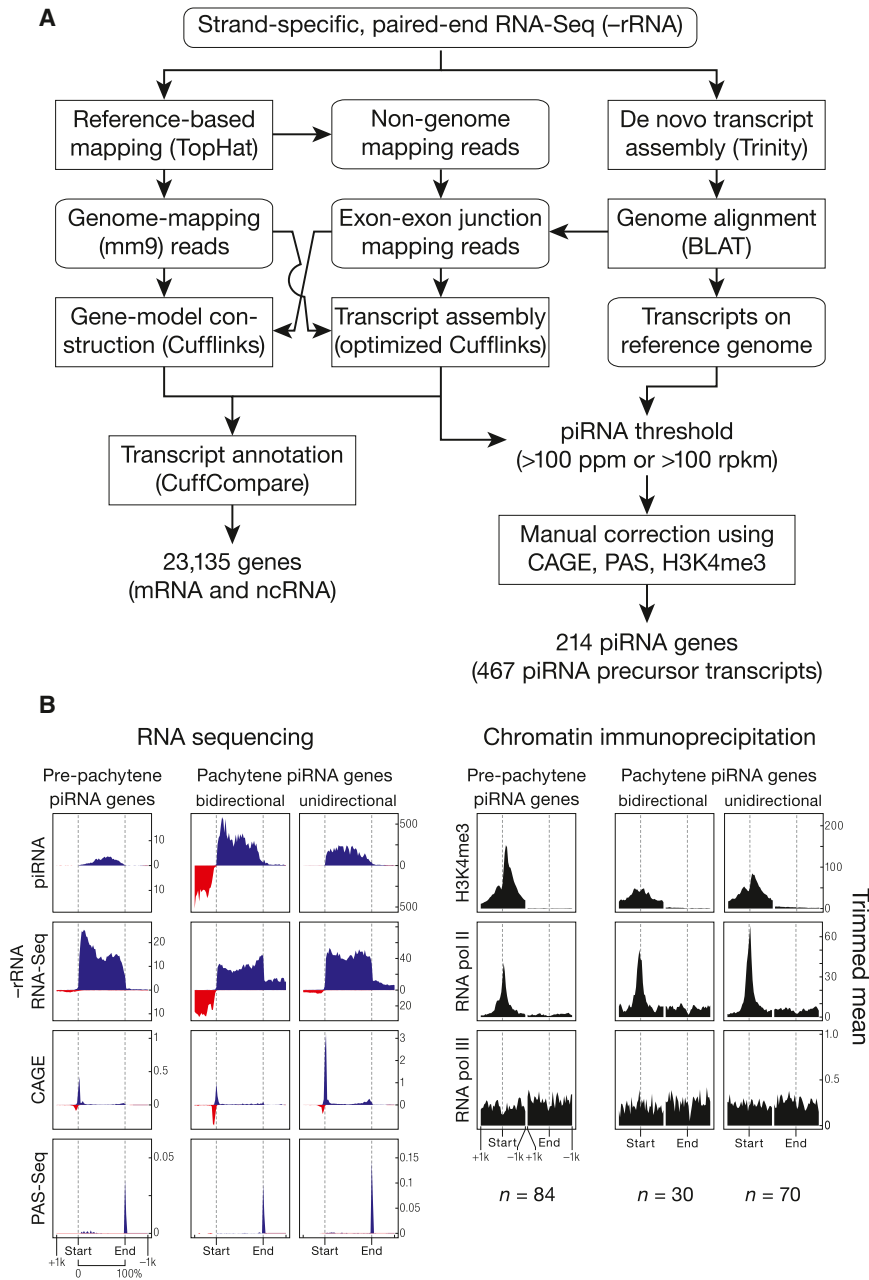 A
Strand-specific, paired-end RNA-Seq (–rRNA)
Reference-based
mapping (TopHat)
Non-genome
mapping reads
De novo transcript
assembly (Trinity)
Genome-mapping
(mm9) reads
Exon-exon junction
mapping reads
Genome alignment
(BLAT)
Gene-model con-
struction (Cufflinks)
Transcript assembly
(optimized Cufflinks)
Transcripts on
reference genome
Transcript annotation
(CuffCompare)
piRNA threshold
(>100 ppm or >100 rpkm)
23,135 genes
(mRNA and ncRNA)
Manual correction using
CAGE, PAS, H3K4me3
214 piRNA genes
(467 piRNA precursor transcripts)
B
RNA sequencing
Pre-pachytene
piRNA genes
Pachytene piRNA genes
bidirectional
unidirectional
piRNA
10
0
10
500
0
500
–rRNA
RNA-Seq
20
10
0
10
40
0
20
CAGE
1
0.5
0
3
2
1
0
PAS-Seq
0.05
0
0.15
0.1
0.05
0
Start
End
Start
End
Start
End
+1k
–1k
0
100%
Chromatin immunoprecipitation
Pre-pachytene
piRNA genes
Pachytene piRNA genes
bidirectional
unidirectional
H3K4me3
200
100
0
RNA pol II
60
30
0
RNA pol III
1.0
0.5
0
Trimmed mean
Start
End
Start
End
Start
End
+1k
–1k
+1k
–1k
n = 84
n = 30
n = 70